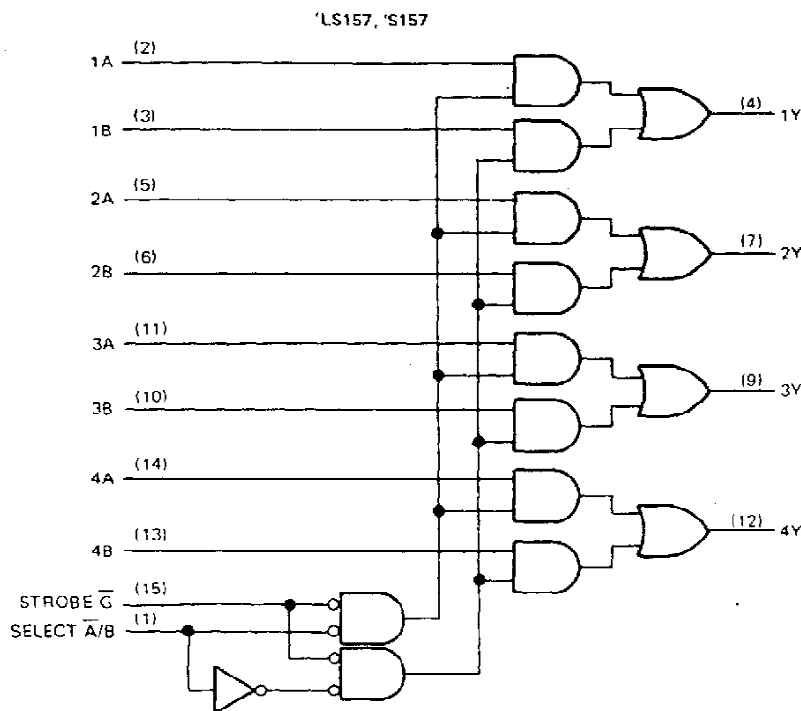 'LS157, 'S157
1A (2)
(4) 1Y
1B (3)
2A (5)
(7) 2Y
2B (6)
3A (11)
(9) 3Y
3B (10)
4A (14)
(12) 4Y
4B (13)
STROBE G̅ (15)
SELECT A̅/B (1)